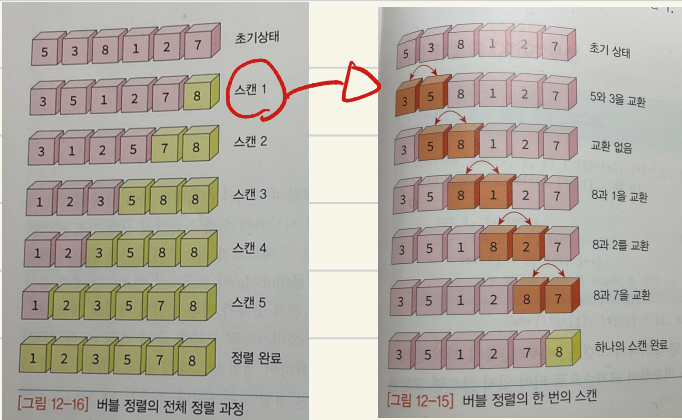 5 3 8 1 2 7 초기상태
3 5 1 2 7 8 스캔 1
3 1 2 5 7 8 스캔 2
1 2 3 5 8 8 스캔 3
1 2 3 5 8 8 스캔 4
1 2 3 5 7 8 스캔 5
1 2 3 5 7 8 정렬 완료
[그림 12-16] 버블 정렬의 전체 정렬 과정
5 3 8 1 2 7 초기 상태
3 5 8 1 2 7 5와 3을 교환
3 5 8 1 2 7 교환 없음
3 5 8 1 2 7 8과 1을 교환
3 5 1 8 2 7 8과 2를 교환
3 5 1 2 8 7 8과 7을 교환
3 5 1 2 7 8 하나의 스캔 완료
[그림 12-15] 버블 정렬의 한 번의 스캔